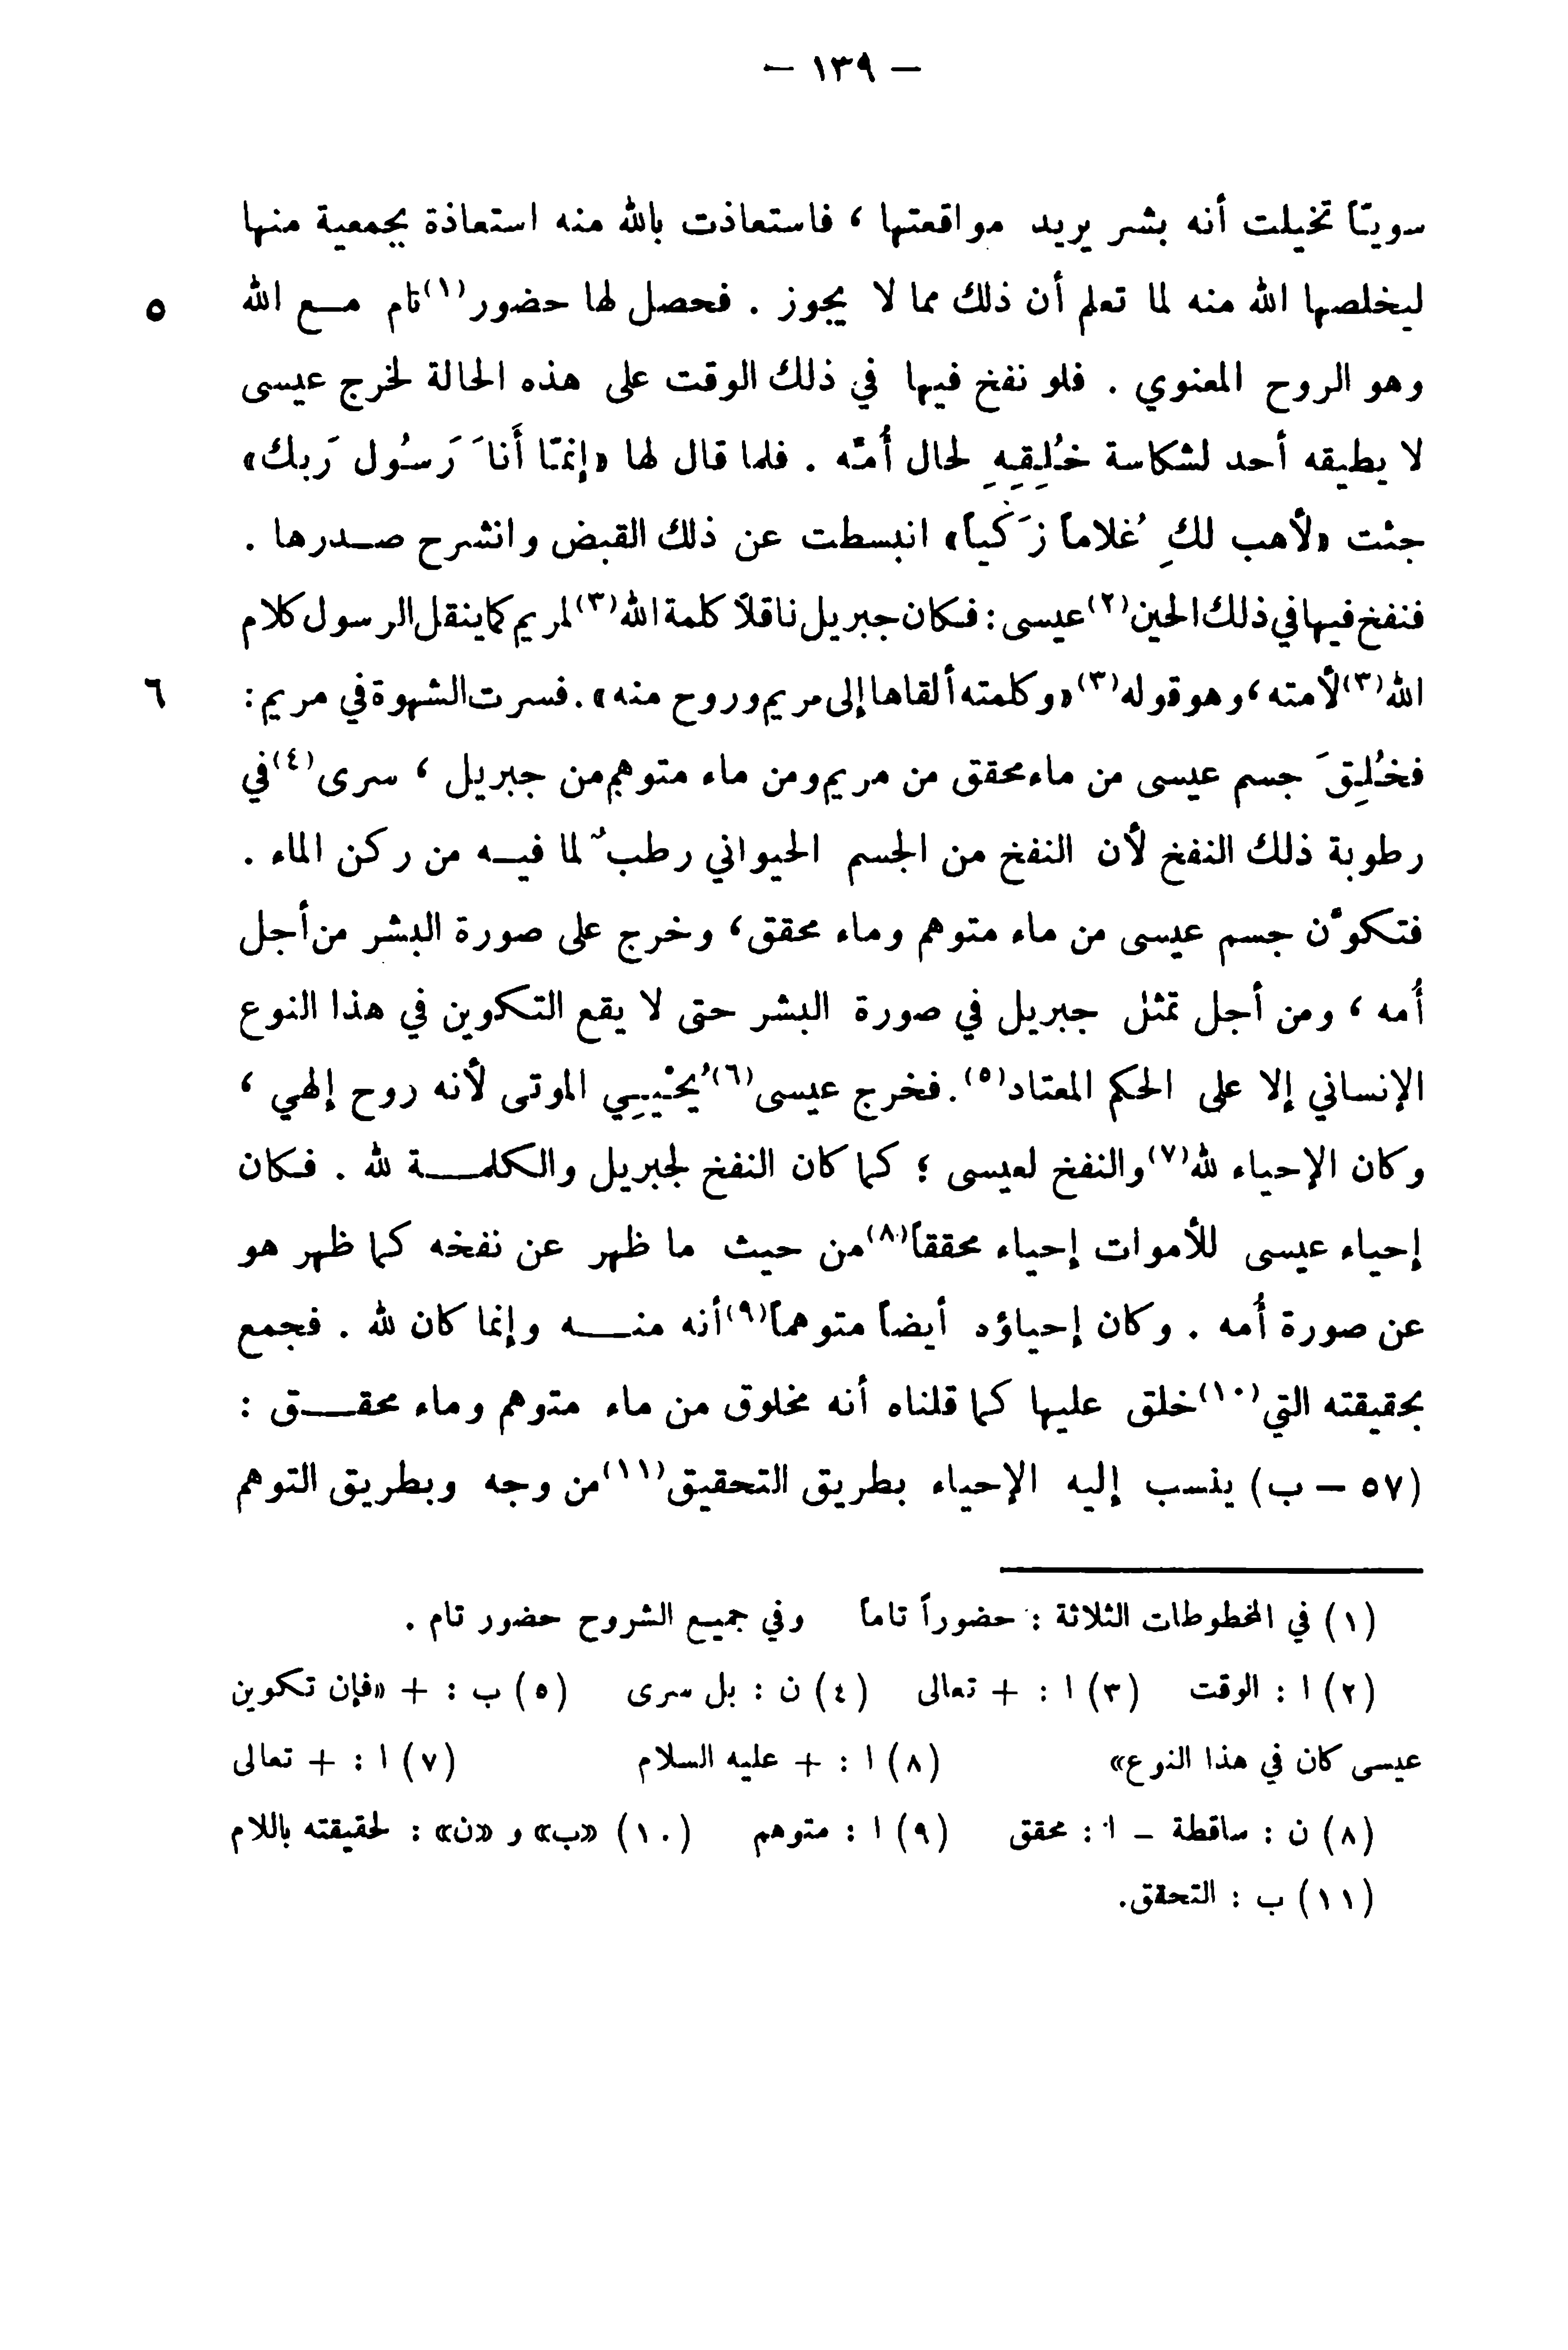 — ١٣٩ —
سويّاً تخيلت أنه بشر يريد مواقعتها ، فاستعاذت بالله منه استعاذة بجمعية منها
ليخلصها الله منه لما تعلم أن ذلك مما لا يجوز . فحصل لها حضور(١) تام مع الله ٥
وهو الروح المعنوي . فلو نفخ فيها في ذلك الوقت على هذه الحالة لخرج عيسى
لا يطيقه أحد لشكاسة خُلُقِهِ لحال أُمّه . فلما قال لها «إنمّا أَنَا رَسُول رَبك»
جئت «لأهب لكِ غُلاماً زَكياً» انبسطت عن ذلك القبض وانشرح صدرها .
فنفخ فيها في ذلك الحين(٢) عيسى : فكان جبريل ناقلاً كلمة الله(٣) لمريم كما ينقل الرسول كلام
الله(٣) لأمته ، وهو قوله(٣) «وكلمته ألقاها إلى مريم وروح منه» . فسرت الشهوة في مريم : ٦
فخُلِقَ جسم عيسى من ماء محقق من مريم ومن ماء متوهم من جبريل ، سرى(٤) في
رطوبة ذلك النفخ لأن النفخ من الجسم الحيواني رطبٌ لما فيه من ركن الماء .
فتكوّن جسم عيسى من ماء متوهم وماء محقق ، وخرج على صورة البشر من أجل
أُمه ، ومن أجل تمثل جبريل في صورة البشر حتى لا يقع التكوين في هذا النوع
الإنساني إلا على الحكم المعتاد(٥) . فخرج عيسى(٦) يُحْيِي الموتى لأنه روح إلهي ،
وكان الإحياء لله(٧) والنفخ لعيسى ؛ كما كان النفخ لجبريل والكلمة لله . فكان
إحياء عيسى للأموات إحياء محققاً(٨) من حيث ما ظهر عن نفخه كما ظهر هو
عن صورة أُمه . وكان إحياؤه أيضاً متوهماً(٩) أنه منه وإنما كان لله . فجمع
بحقيقته التي(١٠) خلق عليها كما قلناه أنه مخلوق من ماء متوهم وماء محقق :
(٥٧ — ب) ينسب إليه الإحياء بطريق التحقيق(١١) من وجه وبطريق التوهم
(١) في المخطوطات الثلاثة : حضوراً تاماً وفي جميع الشروح حضور تام .
(٢) ا : الوقت (٣) ا : + تعالى (٤) ن : بل سرى (٥) ب : + «فإن تكوين
عيسى كان في هذا النوع» (٨) ا : + عليه السلام (٧) ا : + تعالى
(٨) ن : ساقطة – ا : محقق (٩) ا : متوهم (١٠) «ب» و «ن» : لحقيقته باللام
(١١) ب : التحقق.